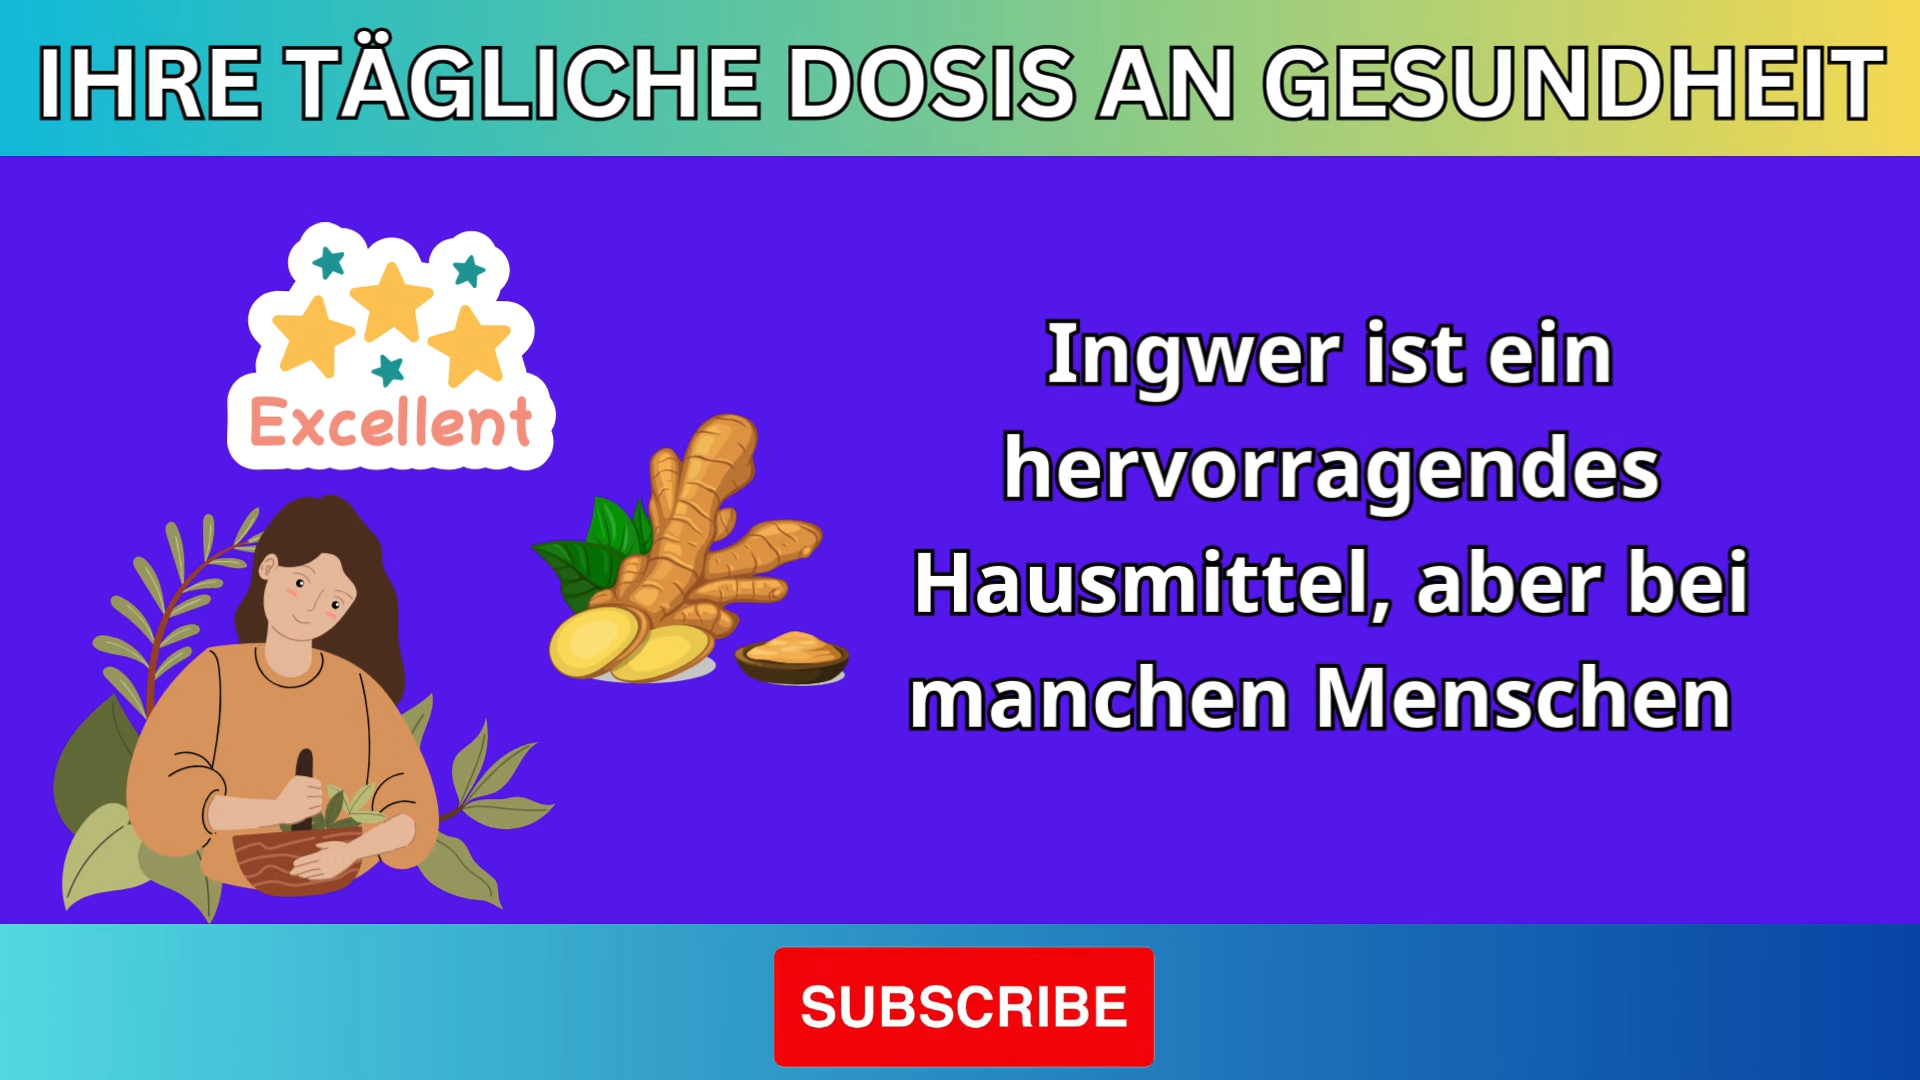 IHRE TÄGLICHE DOSIS AN GESUNDHEIT
Excellent
Ingwer ist ein
hervorragendes
Hausmittel, aber bei
manchen Menschen
SUBSCRIBE